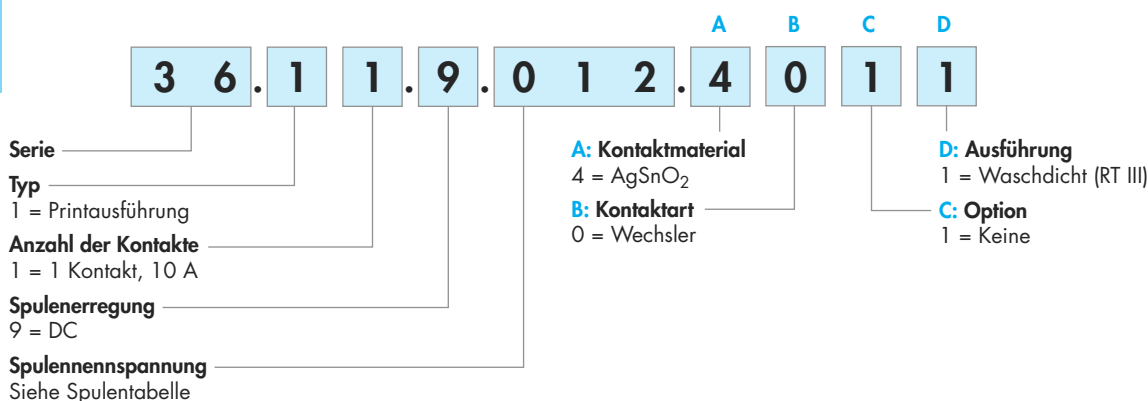 A B C D
3 6 . 1 1 . 9 . 0 1 2 . 4 0 1 1
Serie
Typ
1 = Printausführung
Anzahl der Kontakte
1 = 1 Kontakt, 10 A
Spulenerregung
9 = DC
Spulennennspannung
Siehe Spulentabelle
A: Kontaktmaterial
4 = AgSnO2
B: Kontaktart
0 = Wechsler
D: Ausführung
1 = Waschdicht (RT III)
C: Option
1 = Keine